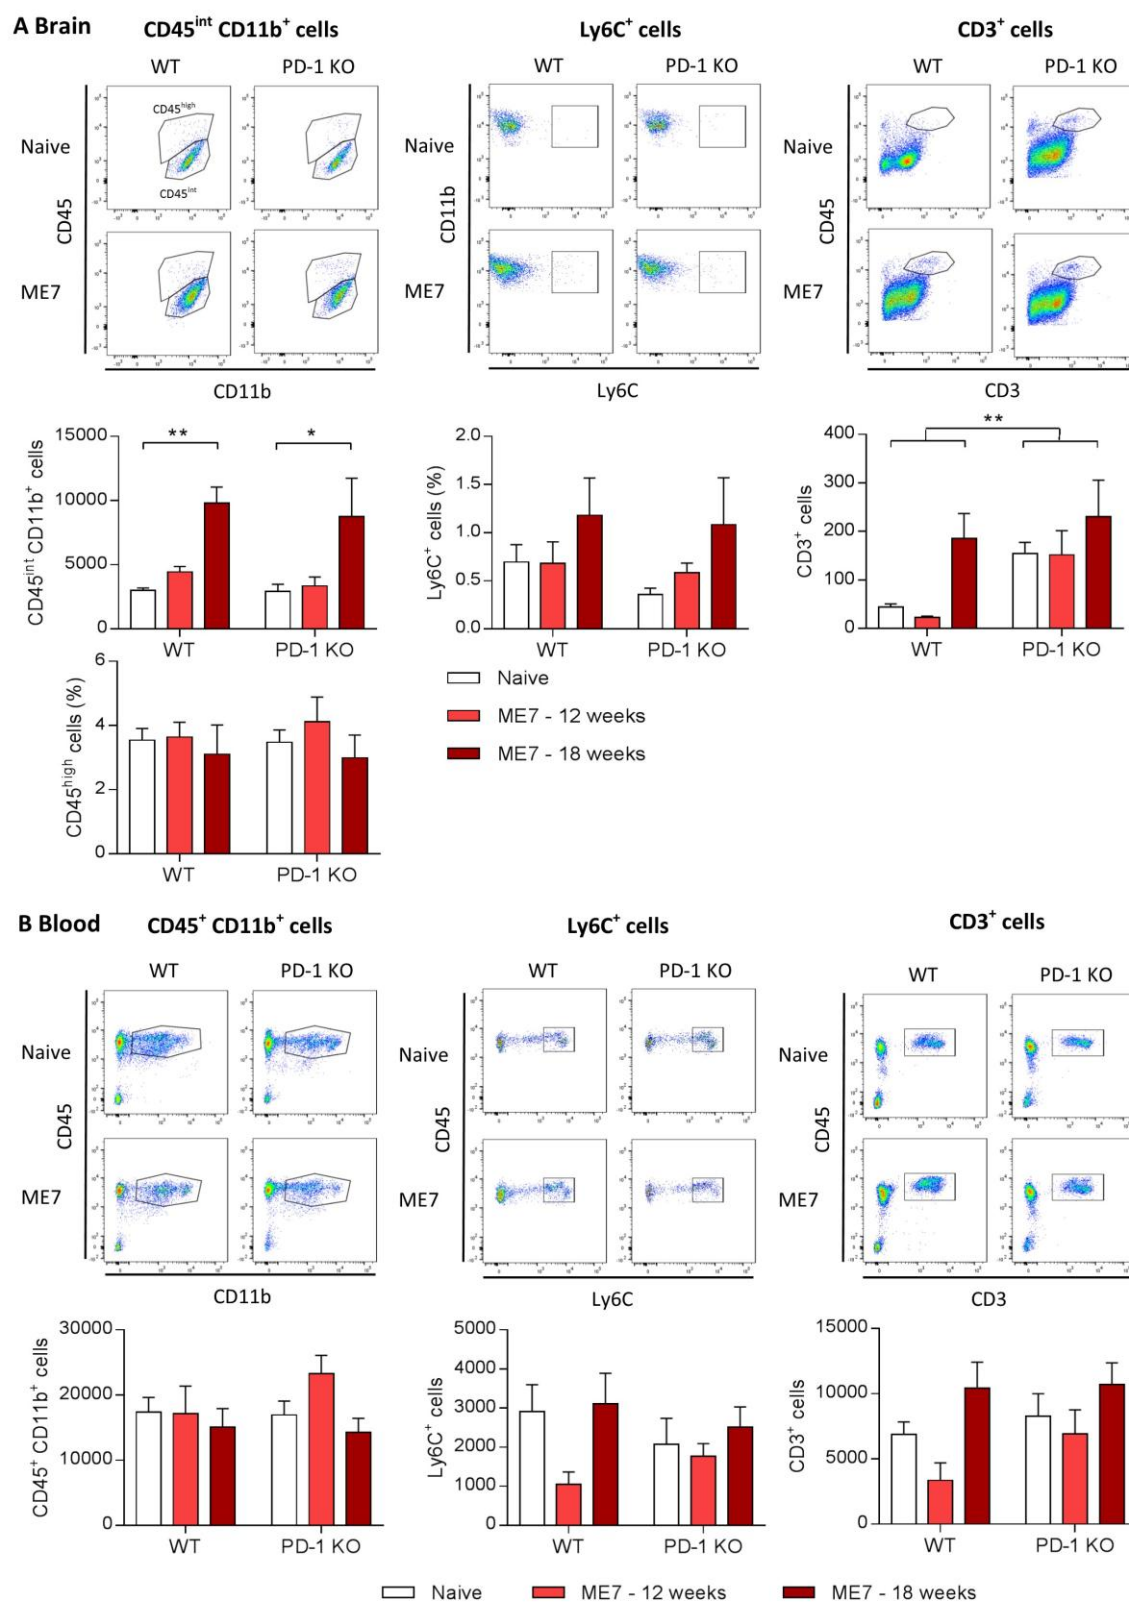 A Brain
CD45int CD11b+ cells
Ly6C+ cells
CD3+ cells
WT PD-1 KO
WT PD-1 KO
WT PD-1 KO
CD45high
CD45int
Naive
ME7
CD45
CD11b
Naive
ME7
CD11b
Ly6C
Naive
ME7
CD45
CD3
CD45int CD11b+ cells
15000
10000
5000
0
** *
WT PD-1 KO
Ly6C+ cells (%)
2.0
1.5
1.0
0.5
0.0
WT PD-1 KO
CD3+ cells
400
300
200
100
0
**
WT PD-1 KO
CD45high cells (%)
6
4
2
0
WT PD-1 KO
Naive
ME7 - 12 weeks
ME7 - 18 weeks
B Blood
CD45+ CD11b+ cells
Ly6C+ cells
CD3+ cells
WT PD-1 KO
WT PD-1 KO
WT PD-1 KO
Naive
ME7
CD45
CD11b
Naive
ME7
CD45
Ly6C
Naive
ME7
CD45
CD3
CD45+ CD11b+ cells
30000
20000
10000
0
WT PD-1 KO
Ly6C+ cells
5000
4000
3000
2000
1000
0
WT PD-1 KO
CD3+ cells
15000
10000
5000
0
WT PD-1 KO
Naive ME7 - 12 weeks ME7 - 18 weeks